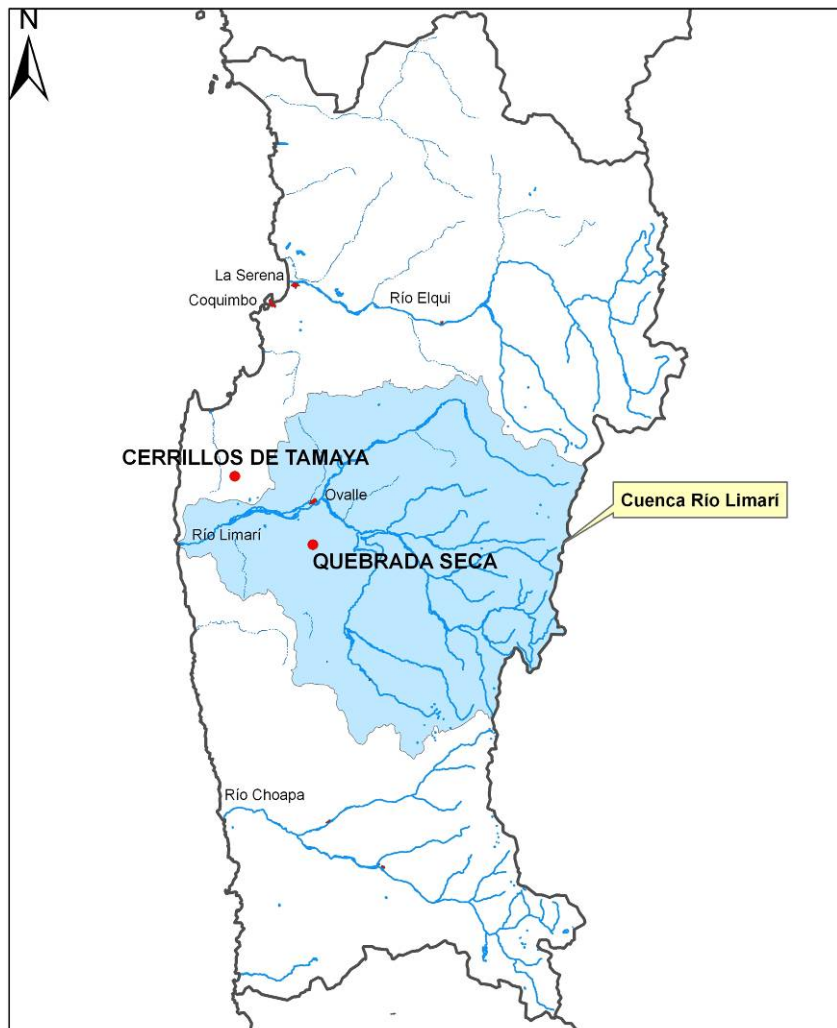 N
La Serena
Coquimbo
Río Elqui
CERRILLOS DE TAMAYA
Ovalle
Cuenca Río Limarí
Río Limarí
QUEBRADA SECA
Río Choapa